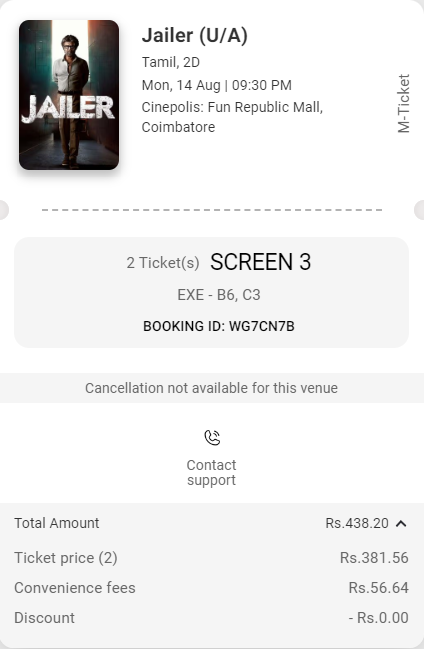 JAILER
Jailer (U/A)
Tamil, 2D
Mon, 14 Aug | 09:30 PM
Cinepolis: Fun Republic Mall,
Coimbatore
M-Ticket
2 Ticket(s) SCREEN 3
EXE - B6, C3
BOOKING ID: WG7CN7B
Cancellation not available for this venue
Contact
support
Total Amount Rs.438.20
Ticket price (2) Rs.381.56
Convenience fees Rs.56.64
Discount - Rs.0.00